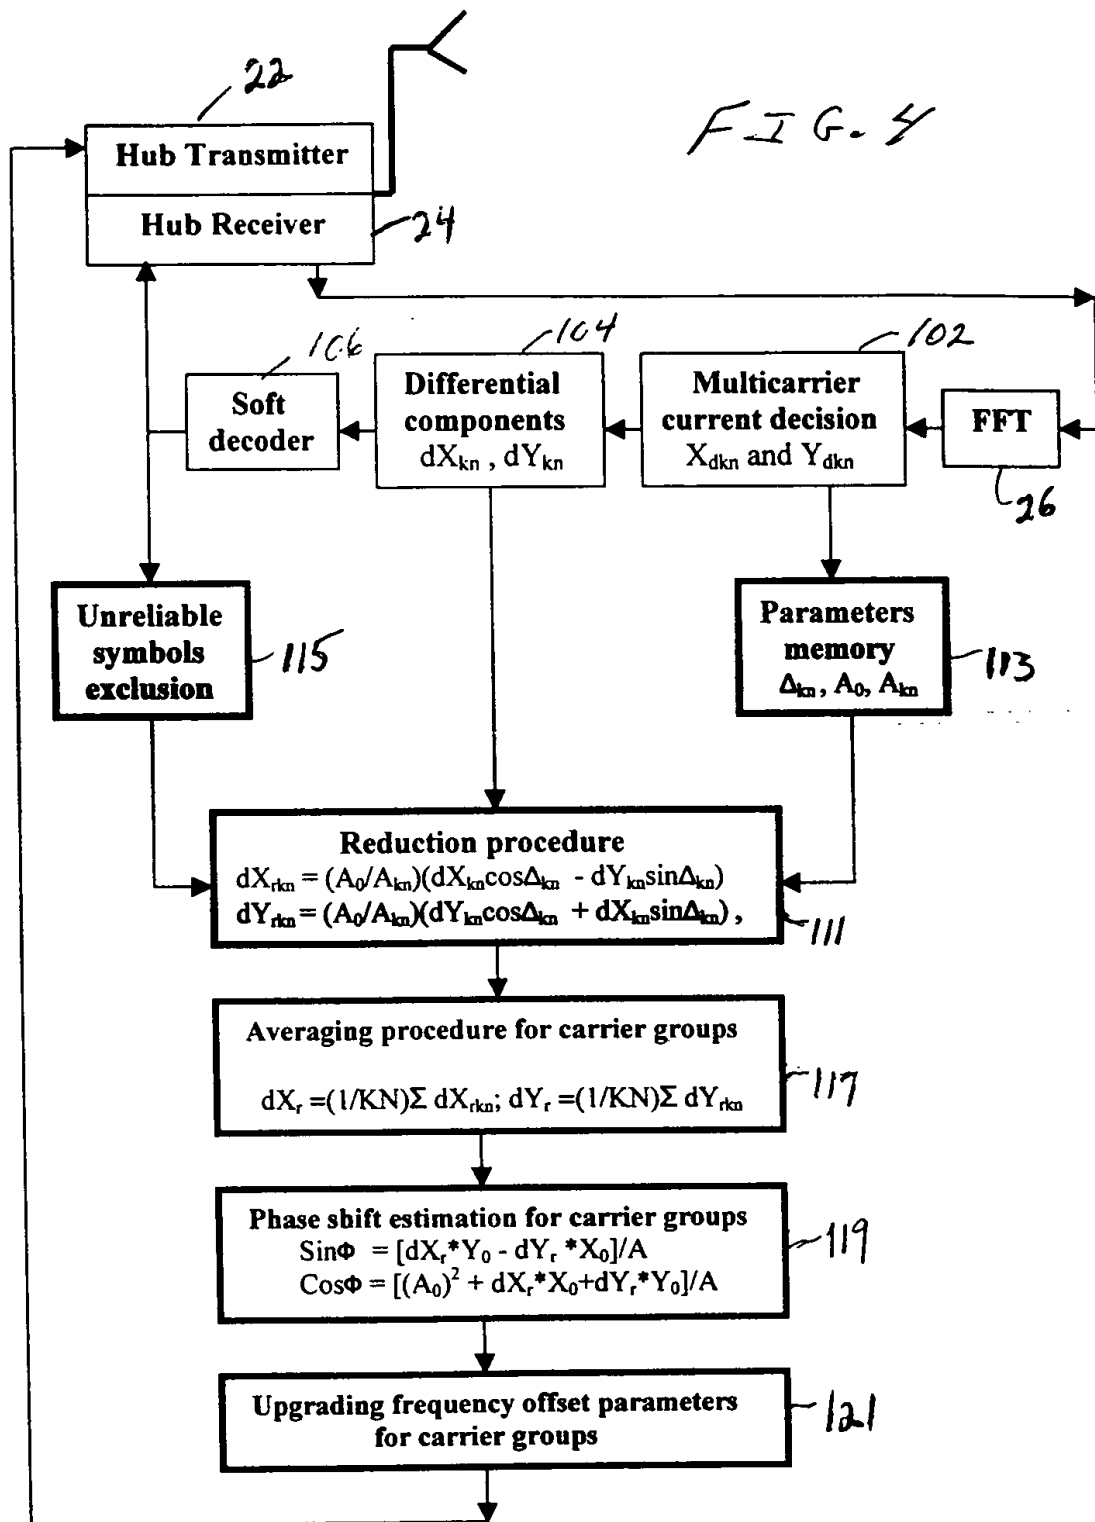 FIG. 4
22
Hub Transmitter
Hub Receiver
24
106
104
102
Soft
decoder
Differential
components
dXkn , dYkn
Multicarrier
current decision
Xdkn and Ydkn
FFT
26
Unreliable
symbols
exclusion
115
Parameters
memory
Δkn, A0, Akn
113
Reduction procedure
dXrkn = (A0/Akn)(dXkncosΔkn - dYknsinΔkn)
dYrkn = (A0/Akn)(dYkncosΔkn + dXknsinΔkn) ,
111
Averaging procedure for carrier groups
dXr =(1/KN)Σ dXrkn; dYr =(1/KN)Σ dYrkn
117
Phase shift estimation for carrier groups
SinΦ = [dXr*Y0 - dYr *X0]/A
CosΦ = [(A0)² + dXr*X0+dYr*Y0]/A
119
Upgrading frequency offset parameters
for carrier groups
121